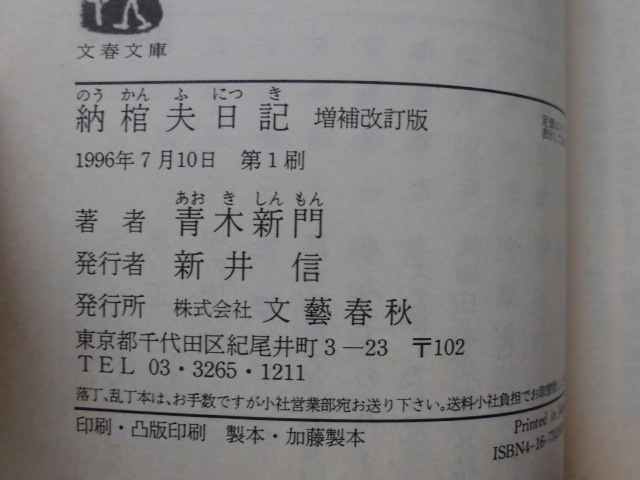 文春文庫
のうかんふにつき
納棺夫日記 増補改訂版
1996年7月10日 第1刷
あおきしんもん
著者 青木新門
発行者 新井信
発行所 株式会社 文藝春秋
東京都千代田区紀尾井町3—23 〒102
TEL 03・3265・1211
落丁、乱丁本は、お手数ですが小社営業部宛お送り下さい。送料小社負担でお取替
印刷・凸版印刷 製本・加藤製本
Printed in
ISBN4-16-